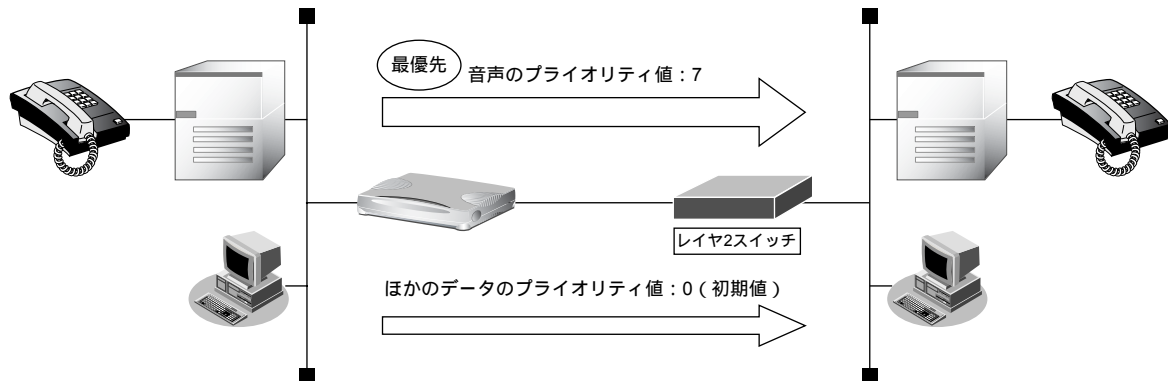 最優先
音声のプライオリティ値：7
レイヤ2スイッチ
ほかのデータのプライオリティ値：0（初期値）